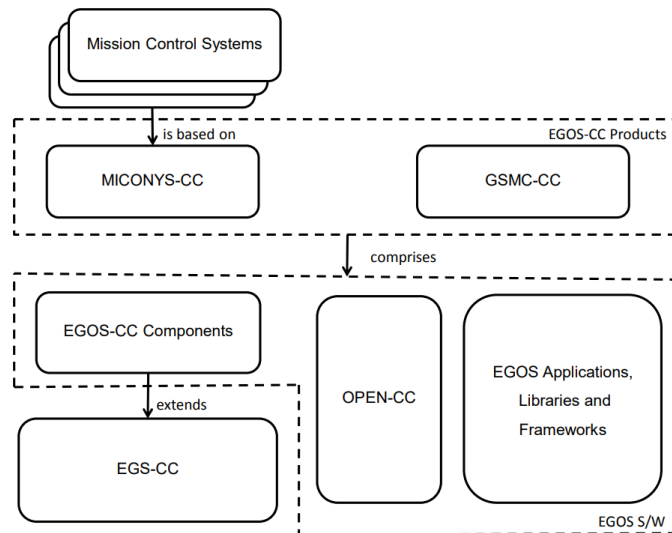 Mission Control Systems
is based on
EGOS-CC Products
MICONYS-CC
GSMC-CC
comprises
EGOS-CC Components
OPEN-CC
EGOS Applications,
Libraries and
Frameworks
extends
EGS-CC
EGOS S/W